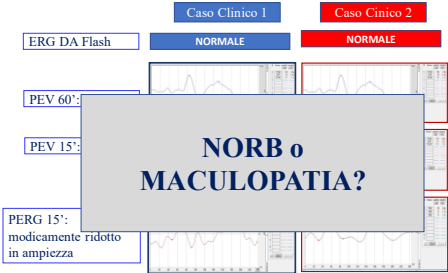 Caso Clinico 1
Caso Cinico 2
ERG DA Flash
NORMALE
NORMALE
PEV 60':
PEV 15':
NORB o
MACULOPATIA?
PERG 15':
modicamente ridotto
in ampiezza